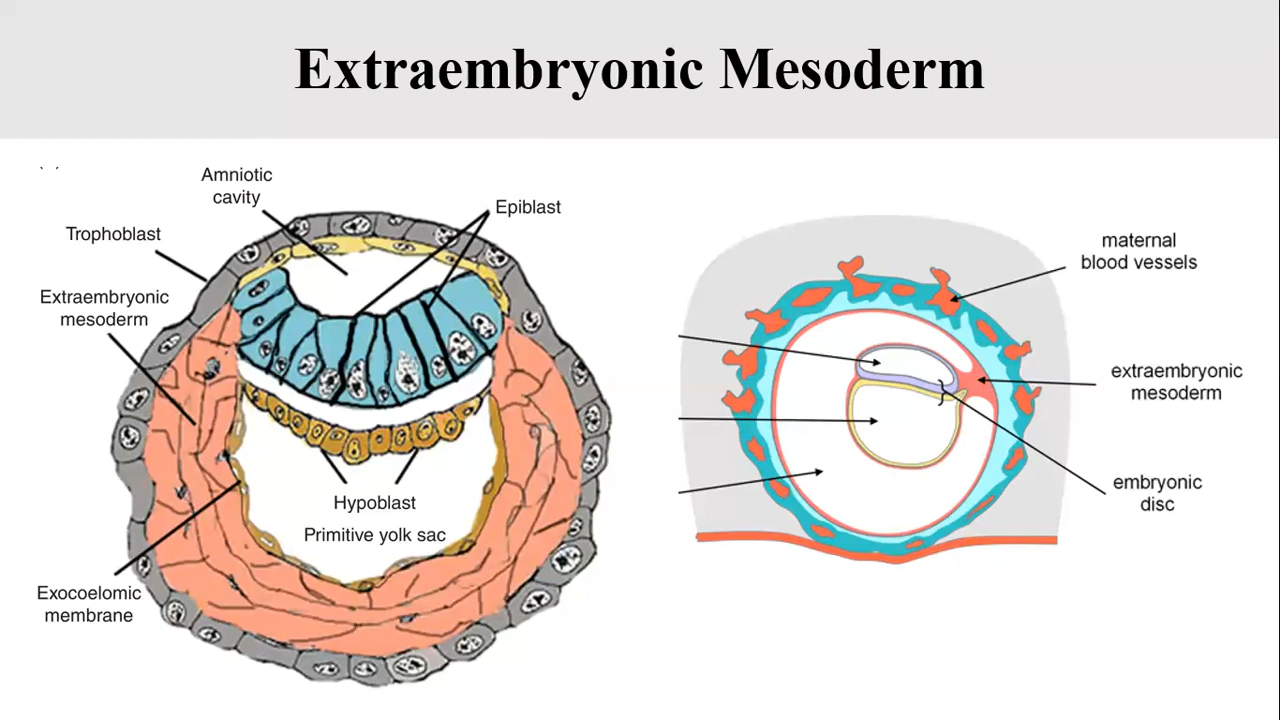 Extraembryonic Mesoderm
Amniotic
cavity
Epiblast
Trophoblast
Extraembryonic
mesoderm
Hypoblast
Primitive yolk sac
Exocoelomic
membrane
maternal
blood vessels
extraembryonic
mesoderm
embryonic
disc